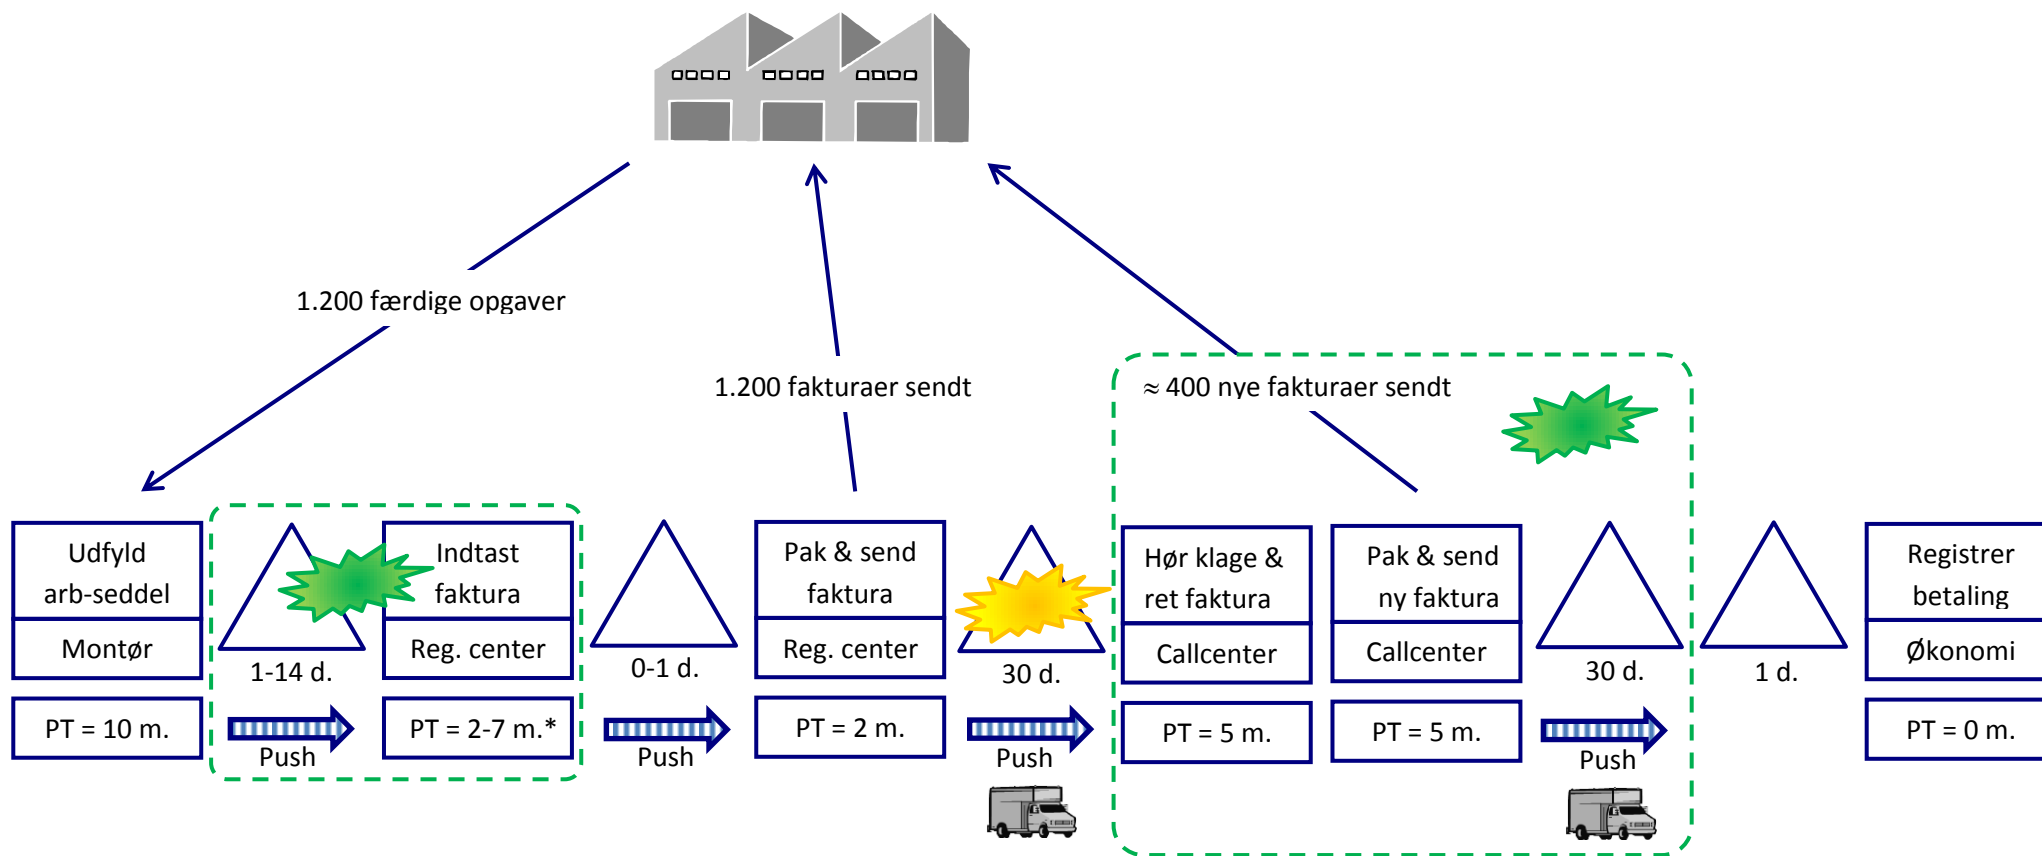 1.200 færdige opgaver
1.200 fakturaer sendt
≈ 400 nye fakturaer sendt
Udfyld
arb-seddel
Montør
PT = 10 m.
1-14 d.
Push
Indtast
faktura
Reg. center
PT = 2-7 m.*
0-1 d.
Push
Pak & send
faktura
Reg. center
PT = 2 m.
30 d.
Push
Hør klage &
ret faktura
Callcenter
PT = 5 m.
Pak & send
ny faktura
Callcenter
PT = 5 m.
30 d.
Push
1 d.
Registrer
betaling
Økonomi
PT = 0 m.